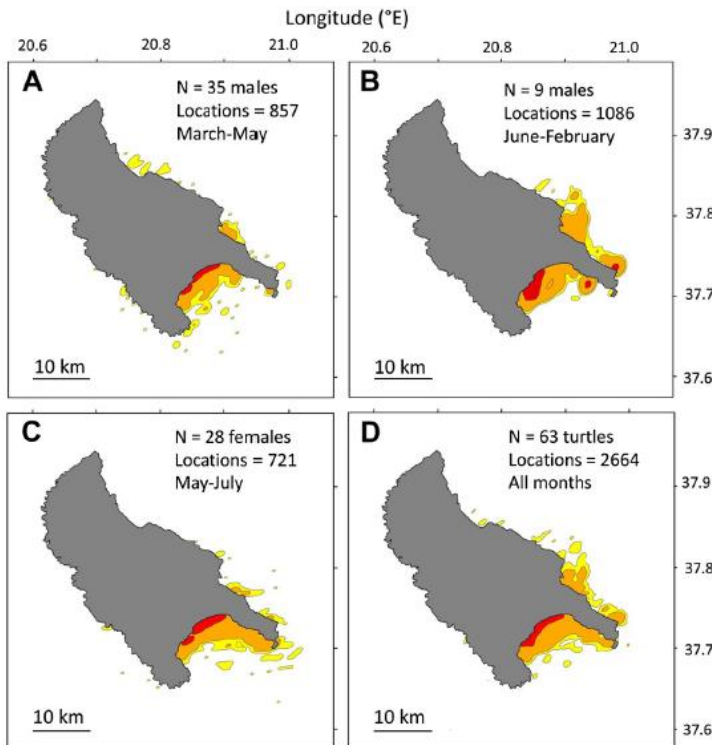 Longitude (°E)
20.6 20.8 21.0
20.6 20.8 21.0
A
N = 35 males
Locations = 857
March-May
10 km
B
N = 9 males
Locations = 1086
June-February
10 km
37.9
37.8
37.7
37.6
C
N = 28 females
Locations = 721
May-July
10 km
D
N = 63 turtles
Locations = 2664
All months
10 km
37.9
37.8
37.7
37.6